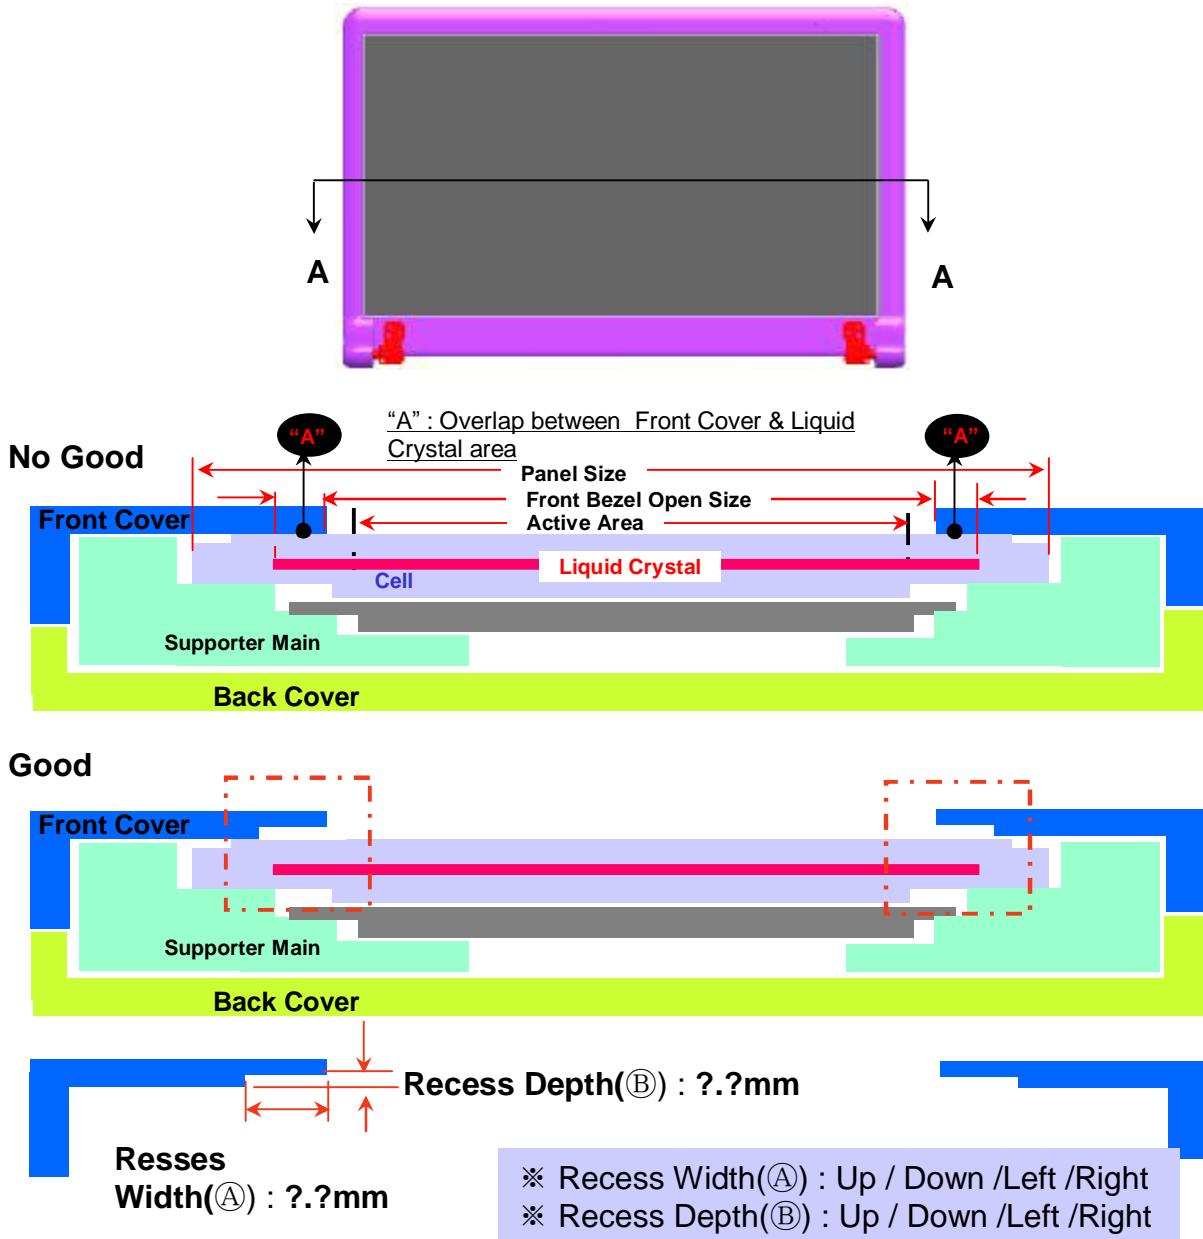 A
A
“A” : Overlap between Front Cover & Liquid
Crystal area
“A”
“A”
No Good
Panel Size
Front Bezel Open Size
Front Cover
Active Area
Liquid Crystal
Cell
Supporter Main
Back Cover
Good
Front Cover
Supporter Main
Back Cover
Recess Depth(Ⓑ) : ?.?mm
Resses
Width(Ⓐ) : ?.?mm
※ Recess Width(Ⓐ) : Up / Down /Left /Right
※ Recess Depth(Ⓑ) : Up / Down /Left /Right